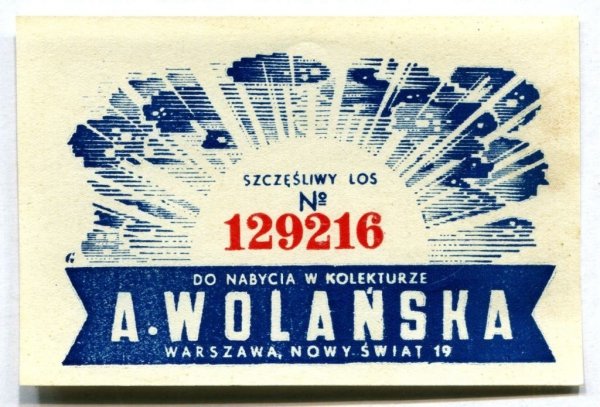 SZCZĘŚLIWY LOS
Nº
129216
G
DO NABYCIA W KOLEKTURZE
A.WOLAŃSKA
WARSZAWA, NOWY-ŚWIAT 19